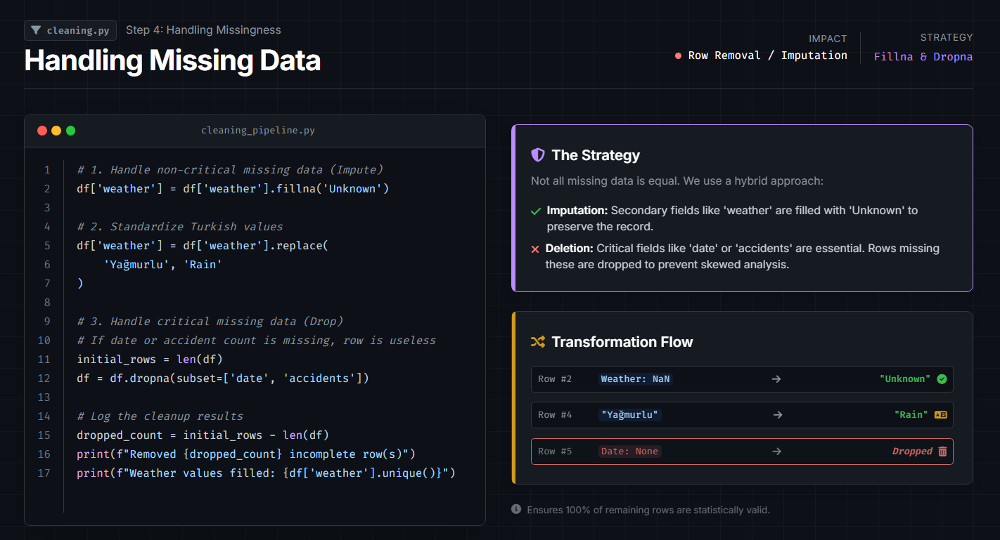 cleaning.py Step 4: Handling Missingness
Handling Missing Data
IMPACT
Row Removal / Imputation
STRATEGY
Fillna & Dropna
cleaning_pipeline.py
1 # 1. Handle non-critical missing data (Impute)
2 df['weather'] = df['weather'].fillna('Unknown')
3
4 # 2. Standardize Turkish values
5 df['weather'] = df['weather'].replace(
6     'Yağmurlu', 'Rain'
7 )
8
9 # 3. Handle critical missing data (Drop)
10 # If date or accident count is missing, row is useless
11 initial_rows = len(df)
12 df = df.dropna(subset=['date', 'accidents'])
13
14 # Log the cleanup results
15 dropped_count = initial_rows - len(df)
16 print(f"Removed {dropped_count} incomplete row(s)")
17 print(f"Weather values filled: {df['weather'].unique()}")
The Strategy
Not all missing data is equal. We use a hybrid approach:
Imputation: Secondary fields like 'weather' are filled with 'Unknown' to
preserve the record.
Deletion: Critical fields like 'date' or 'accidents' are essential. Rows missing
these are dropped to prevent skewed analysis.
Transformation Flow
Row #2 Weather: NaN → "Unknown"
Row #4 "Yağmurlu" → "Rain"
Row #5 Date: None → Dropped
Ensures 100% of remaining rows are statistically valid.